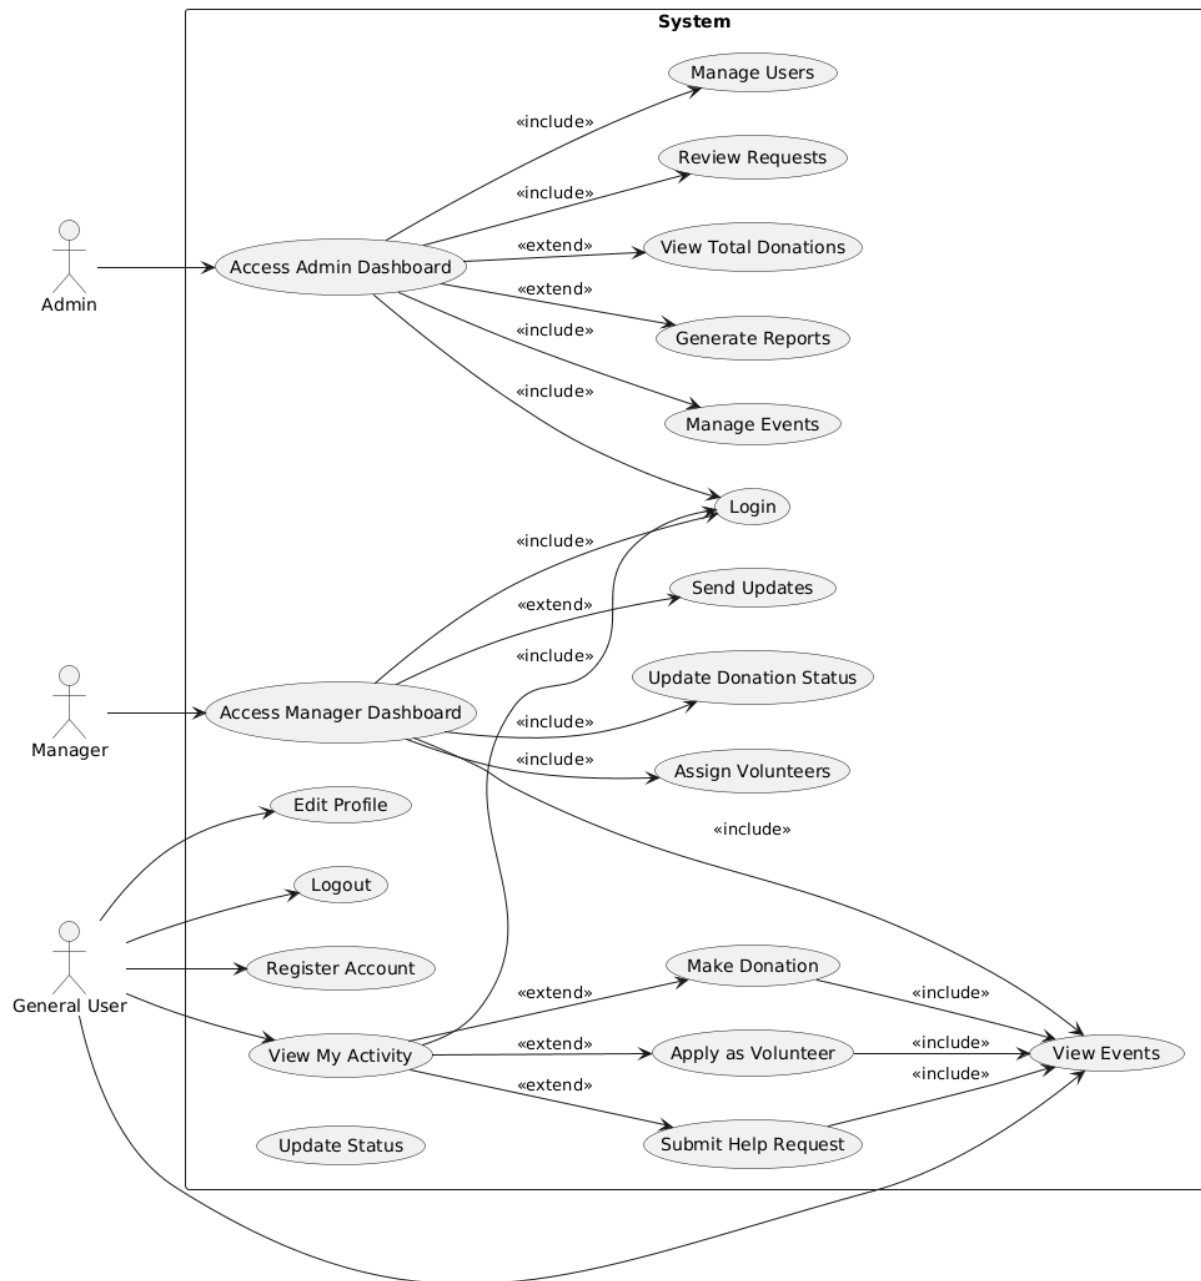 System
Manage Users
«include»
Review Requests
«include»
View Total Donations
«extend»
Access Admin Dashboard
Admin
«extend»
Generate Reports
«include»
Manage Events
«include»
Login
«include»
Send Updates
«extend»
«include»
Update Donation Status
Access Manager Dashboard
«include»
Manager
«include»
Assign Volunteers
Edit Profile
«include»
Logout
Make Donation
Register Account
«extend»
«include»
General User
«extend»
«include»
View My Activity
Apply as Volunteer
View Events
«include»
«extend»
Update Status
Submit Help Request